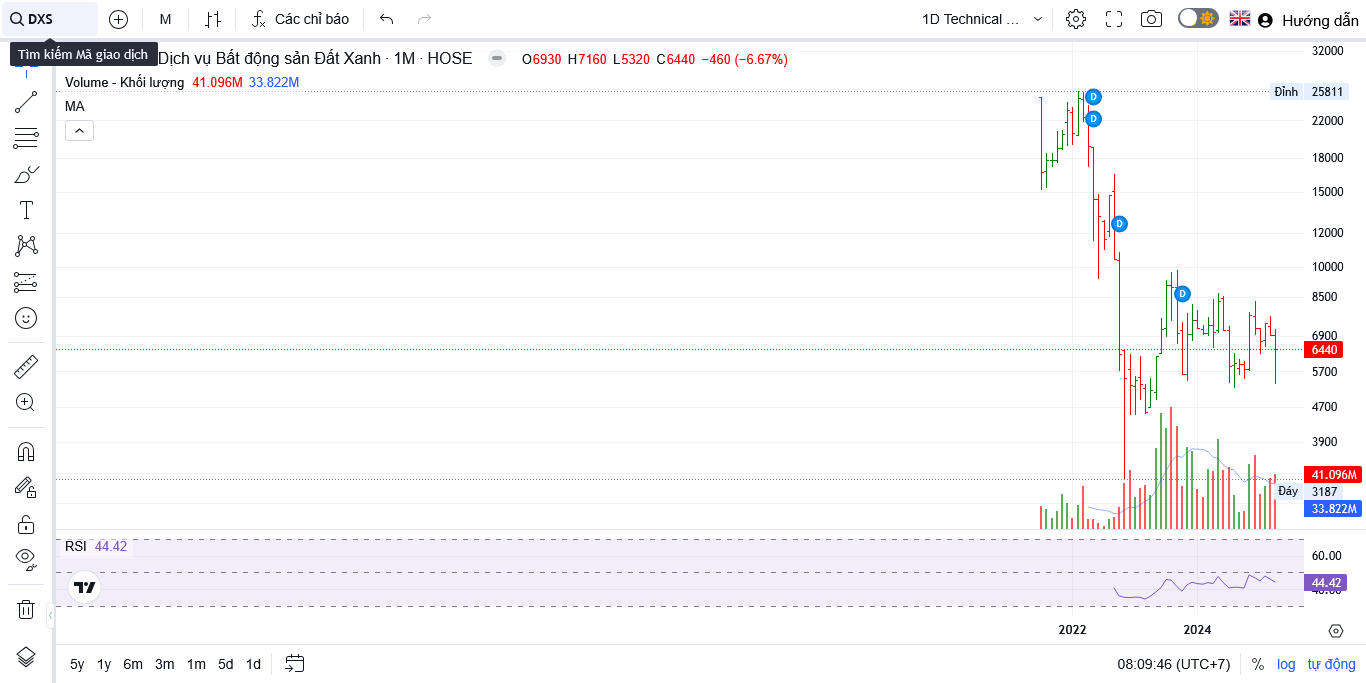 DXS
M
Các chỉ báo
1D Technical ...
Hướng dẫn
Tìm kiếm Mã giao dịch
Dịch vụ Bất động sản Đất Xanh · 1M · HOSE
O6930 H7160 L5320 C6440 −460 (−6.67%)
Volume - Khối lượng 41.096M 33.822M
MA
32000
Đỉnh 25811
22000
18000
15000
12000
10000
8500
6900
6440
5700
4700
3900
41.096M
Đáy 3187
33.822M
D
D
D
D
RSI 44.42
60.00
44.42
40.00
2022
2024
5y 1y 6m 3m 1m 5d 1d
08:09:46 (UTC+7)
%
log
tự động